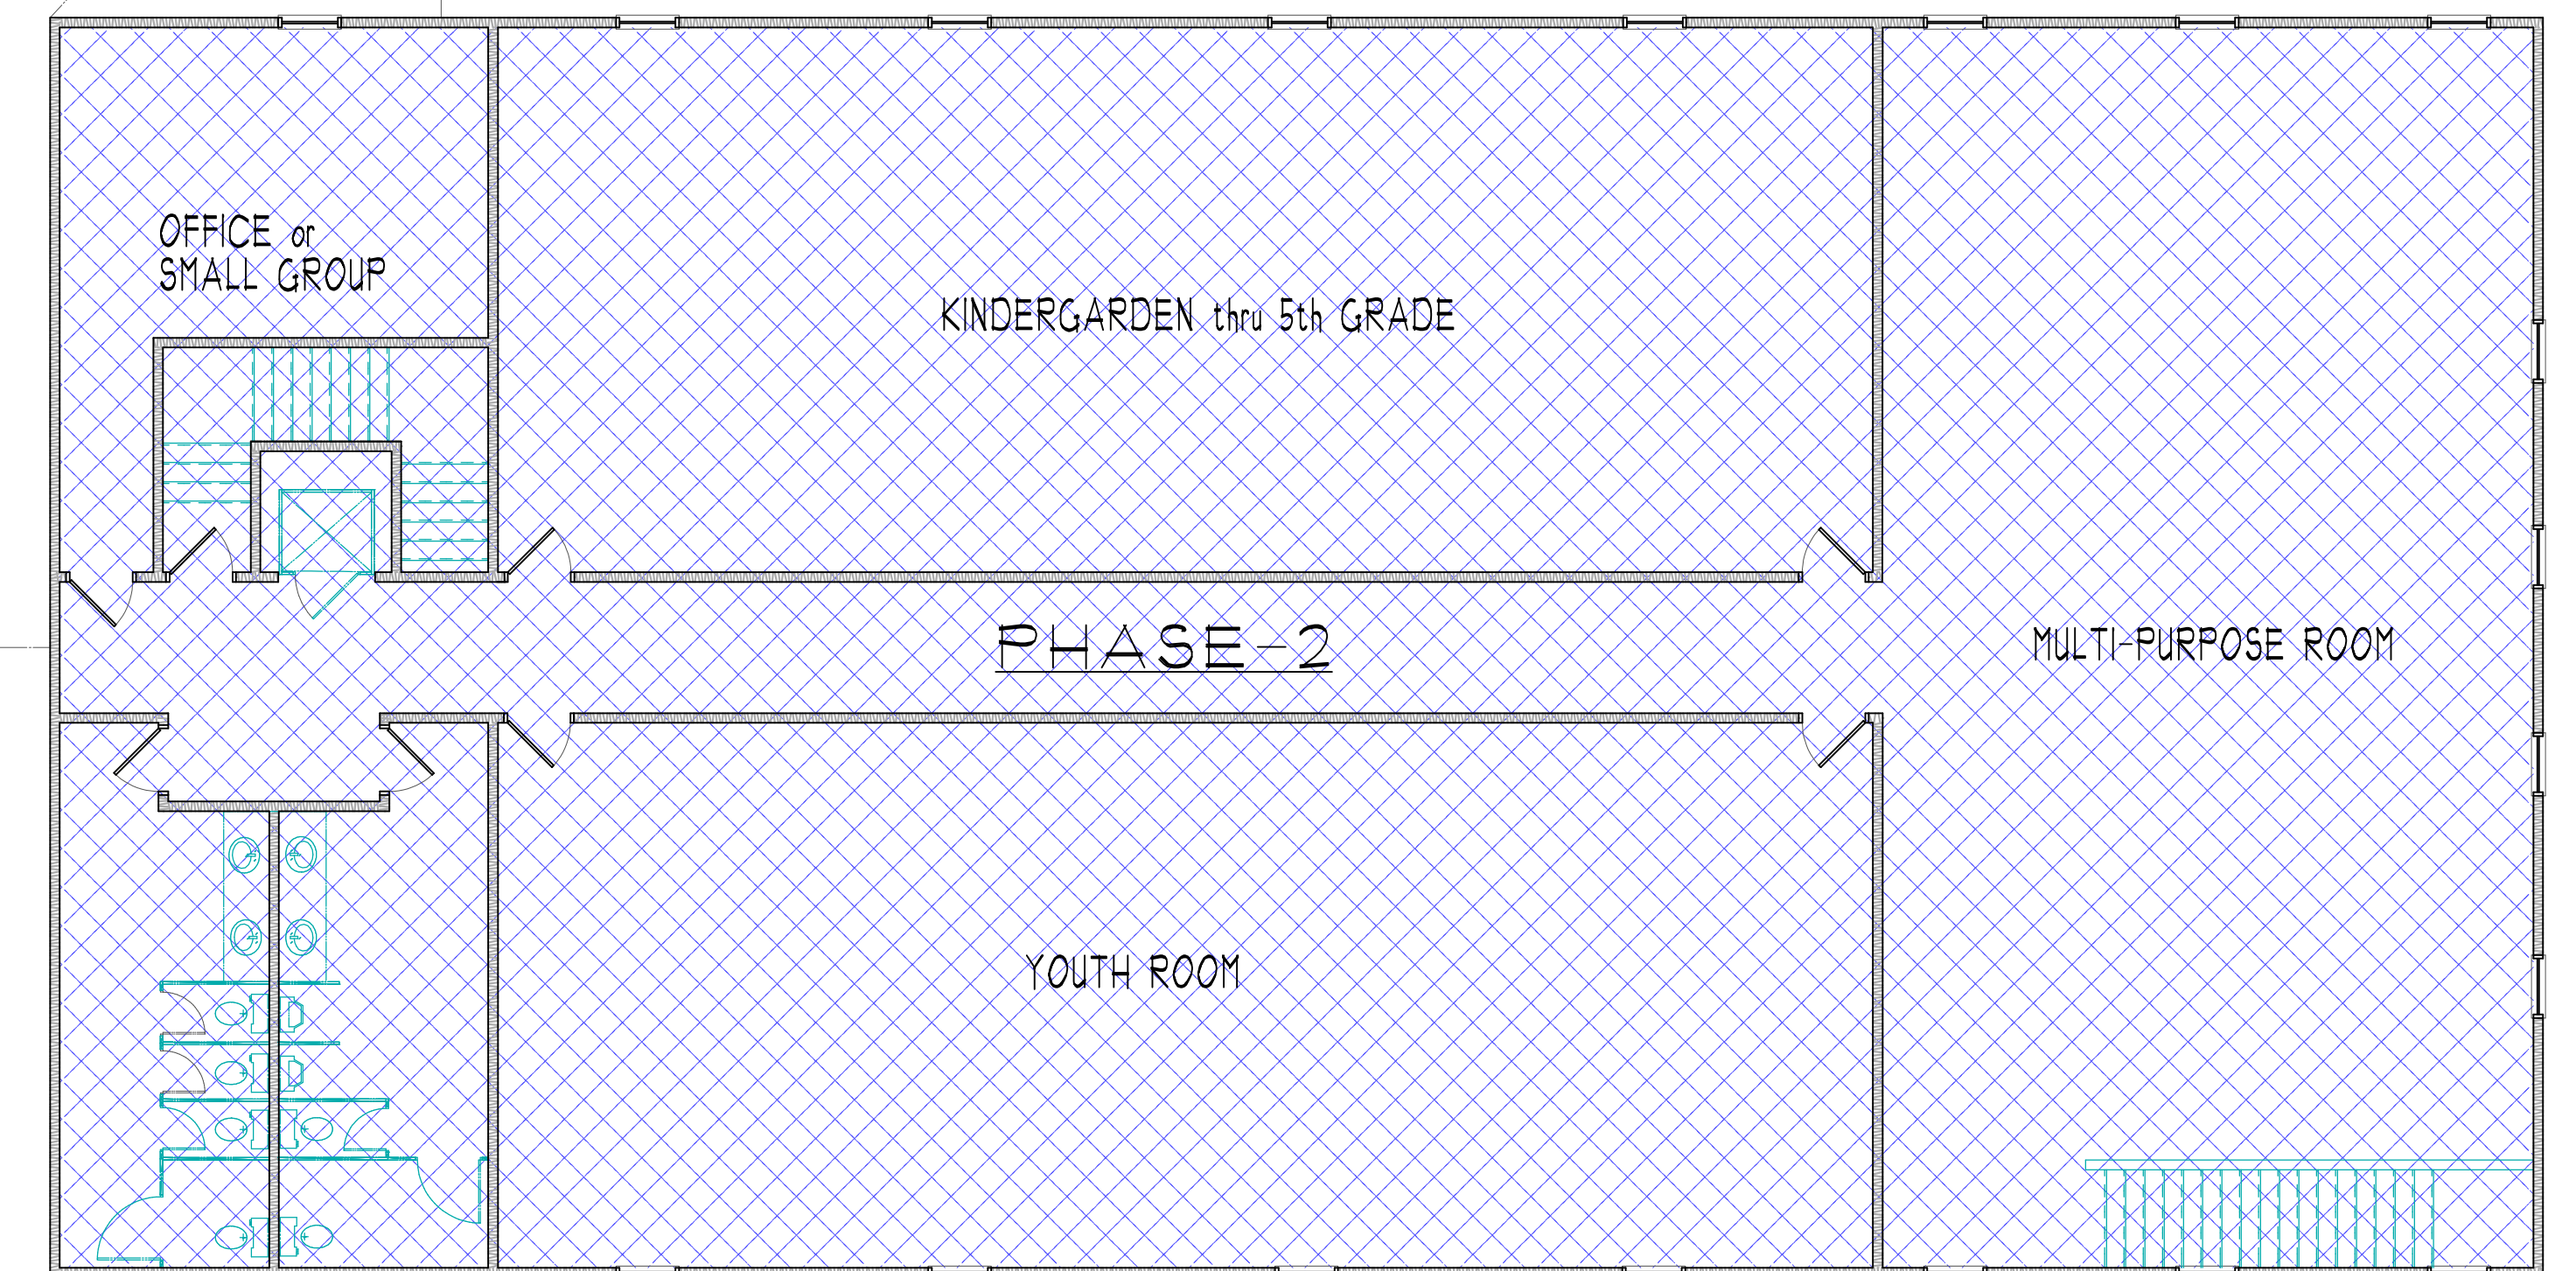 OFFICE or
SMALL GROUP
KINDERGARDEN thru 5th GRADE
PHASE-2
MULTI-PURPOSE ROOM
YOUTH ROOM